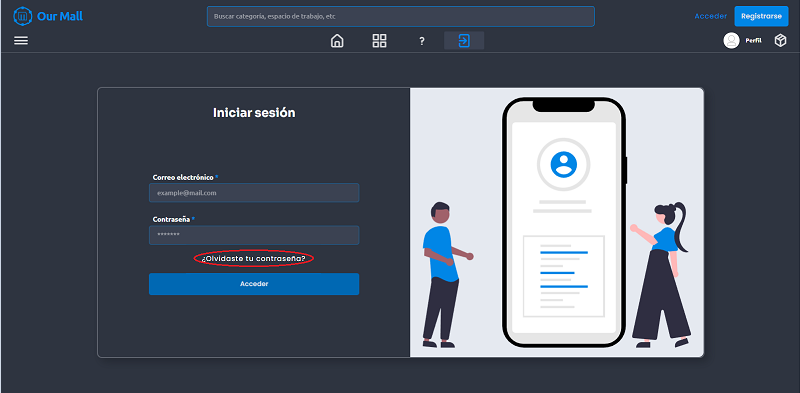 Our Mall
Buscar categoría, espacio de trabajo, etc
Acceder
Registrarse
?
Perfil
Iniciar sesión
Correo electrónico *
example@mail.com
Contraseña *
*******
¿Olvidaste tu contraseña?
Acceder